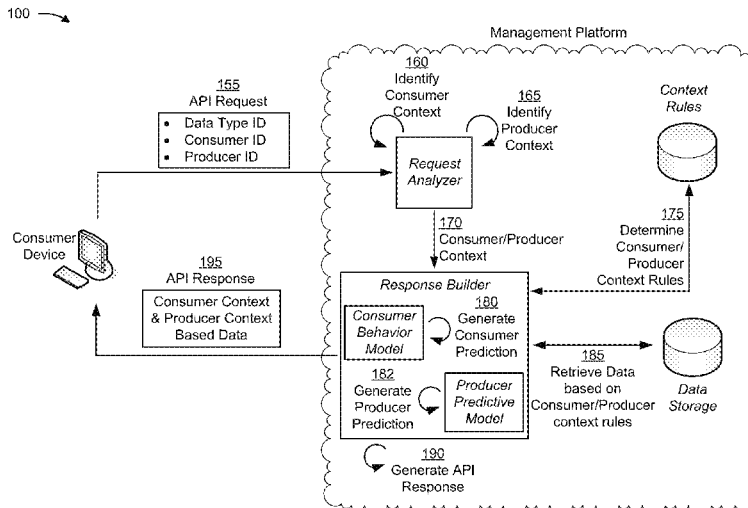 100
Management Platform
155
API Request
• Data Type ID
• Consumer ID
• Producer ID
160
Identify
Consumer
Context
165
Identify
Producer
Context
Context
Rules
Request
Analyzer
Consumer
Device
170
Consumer/Producer
Context
175
Determine
Consumer/
Producer
Context Rules
195
API Response
Consumer Context
& Producer Context
Based Data
Response Builder
Consumer
Behavior
Model
180
Generate
Consumer
Prediction
182
Generate
Producer
Prediction
Producer
Predictive
Model
185
Retrieve Data
based on
Consumer/Producer
context rules
Data
Storage
190
Generate API
Response